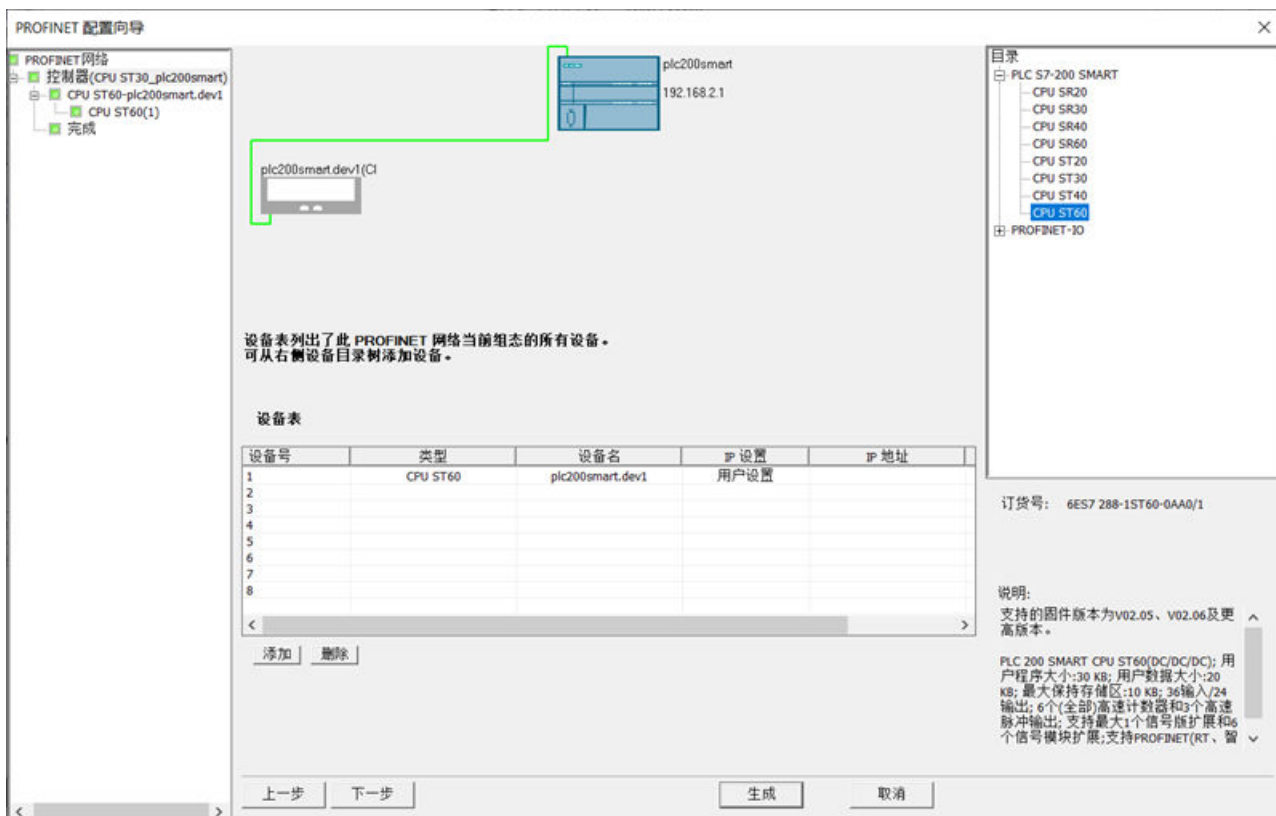 PROFINET 配置向导
PROFINET网络
控制器(CPU ST30_plc200smart)
CPU ST60-plc200smart.dev1
CPU ST60(1)
完成
plc200smart
192.168.2.1
plc200smart.dev1(CI
设备表列出了此 PROFINET 网络当前组态的所有设备。
可从右侧设备目录树添加设备。
设备表
设备号 类型 设备名 IP 设置 IP 地址
1 CPU ST60 plc200smart.dev1 用户设置
2
3
4
5
6
7
8
添加 删除
上一步 下一步 生成 取消
目录
PLC S7-200 SMART
CPU SR20
CPU SR30
CPU SR40
CPU SR60
CPU ST20
CPU ST30
CPU ST40
CPU ST60
PROFINET-IO
订货号: 6ES7 288-1ST60-0AA0/1
说明:
支持的固件版本为V02.05、V02.06及更
高版本。
PLC 200 SMART CPU ST60(DC/DC/DC); 用
户程序大小:30 KB; 用户数据大小:20
KB; 最大保持存储区:10 KB; 36输入/24
输出; 6个(全部)高速计数器和3个高速
脉冲输出; 支持最大1个信号版扩展和6
个信号模块扩展;支持PROFINET(RT、智